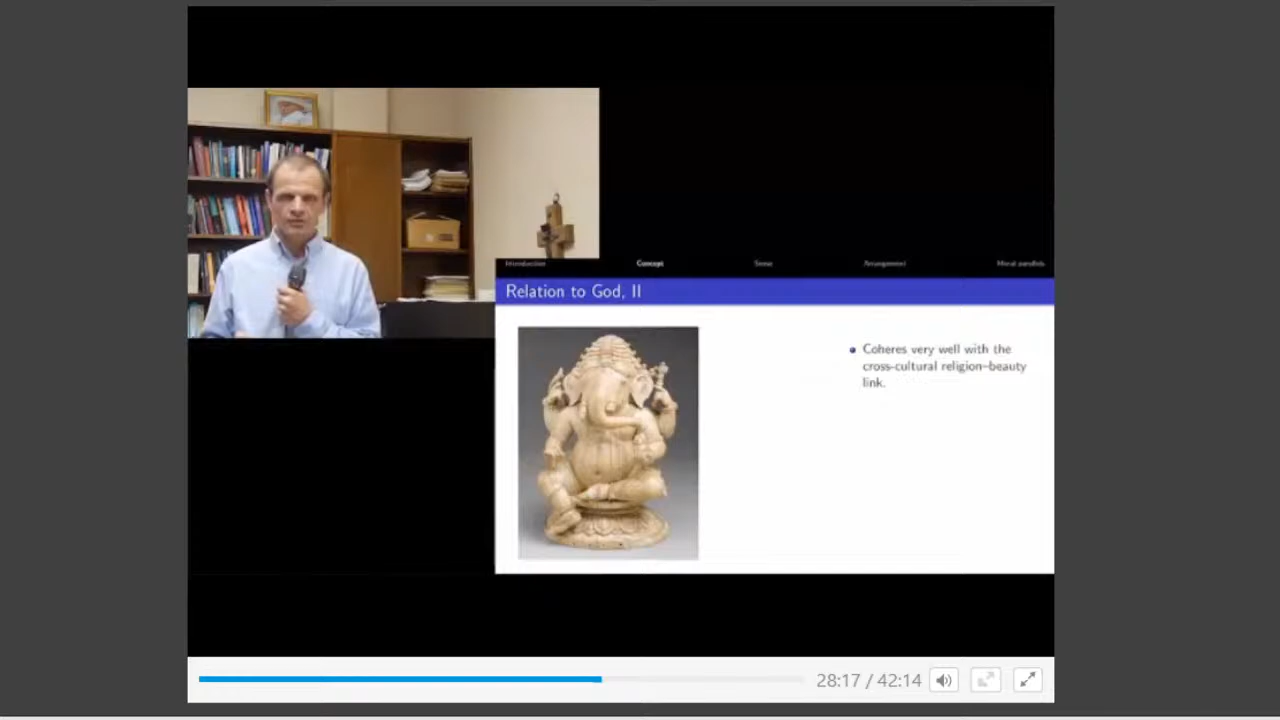 Introduction Concept Sense Arrangement Moral parallels
Relation to God, II
Coheres very well with the
cross-cultural religion–beauty
link.
28:17 / 42:14